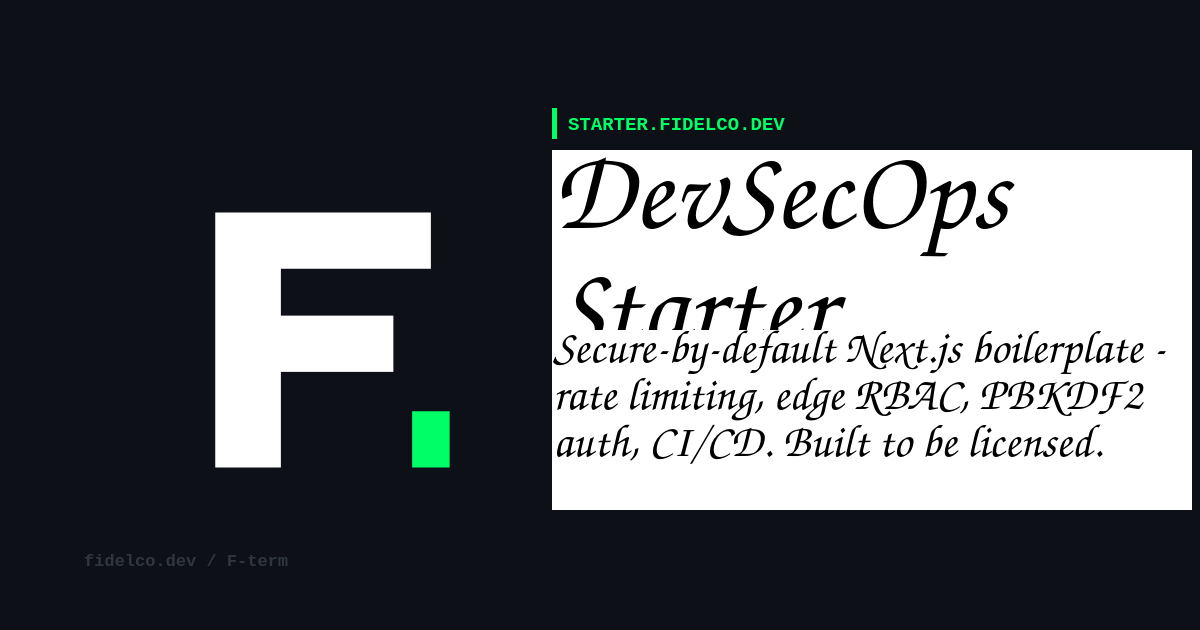 STARTER.FIDELCO.DEV
DevSecOps
Starter
Secure-by-default Next.js boilerplate -
rate limiting, edge RBAC, PBKDF2
auth, CI/CD. Built to be licensed.
F.
fidelco.dev / F-term